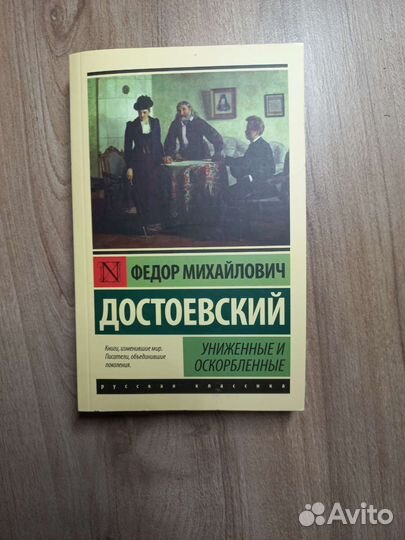 N
ФЕДОР МИХАЙЛОВИЧ
ДОСТОЕВСКИЙ
Книги, изменившие мир.
Писатели, объединившие
поколения.
УНИЖЕННЫЕ И
ОСКОРБЛЕННЫЕ
русская классика
Avito